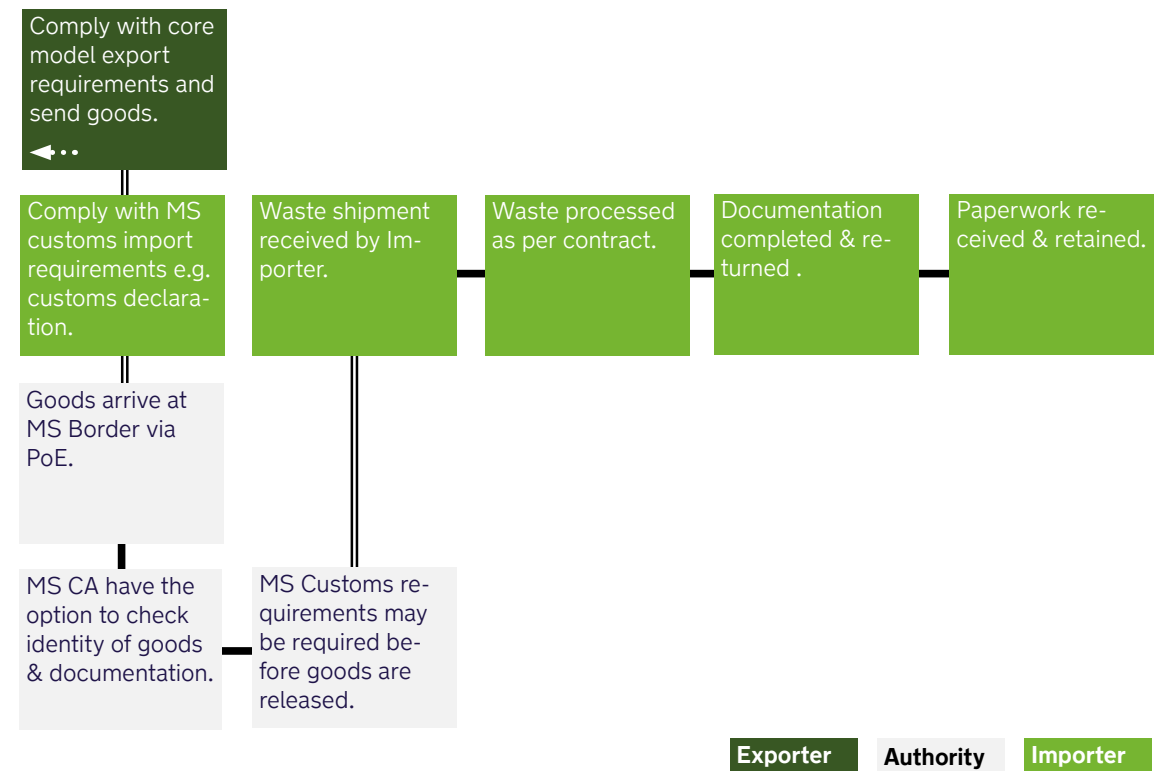 Comply with core
model export
requirements and
send goods.
Comply with MS
customs import
requirements e.g.
customs declara-
tion.
Waste shipment
received by Im-
porter.
Waste processed
as per contract.
Documentation
completed & re-
turned .
Paperwork re-
ceived & retained.
Goods arrive at
MS Border via
PoE.
MS CA have the
option to check
identity of goods
& documentation.
MS Customs re-
quirements may
be required be-
fore goods are
released.
Exporter
Authority
Importer